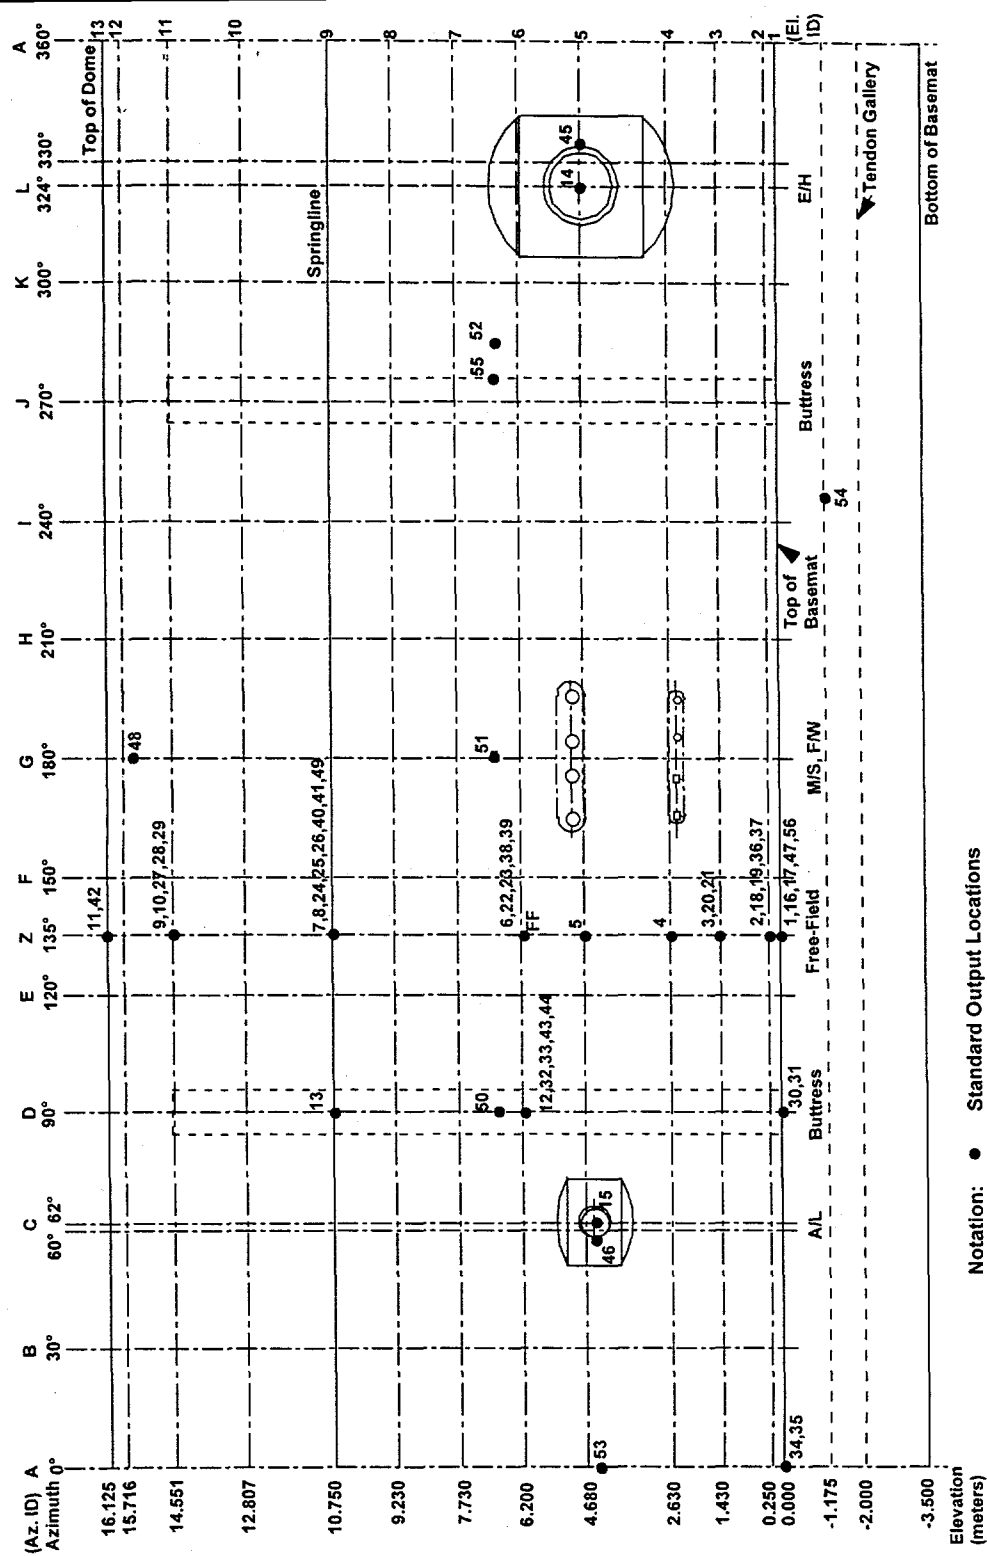 (Az. ID) A B C D E Z F G H I J K L A
Azimuth 0° 30° 60° 62° 90° 120° 135° 150° 180° 210° 240° 270° 300° 324° 330° 360°
16.125 11,42 Top of Dome 13
15.716 12
48
14.551 9,10,27,28,29 11
12.807 10
10.750 13, 7,8,24,25,26,40,41,49 Springline 9
9.230 8
7.730 7
50 51 55 52
6.200 12,32,33,43,44 6,22,23,38,39 6
FF
4.680 5 14 45 5
53 46 15
2.630 4 4
1.430 3,20,21 3
0.250 2,18,19,36,37 2
0.000 34,35 30,31 1,16,17,47,56 1
A/L Buttress Free-Field M/S, F/W Top of Basemat Buttress E/H (El. ID)
-1.175 54
-2.000 Tendon Gallery
-3.500 Bottom of Basemat
Elevation
(meters)
Notation: ● Standard Output Locations